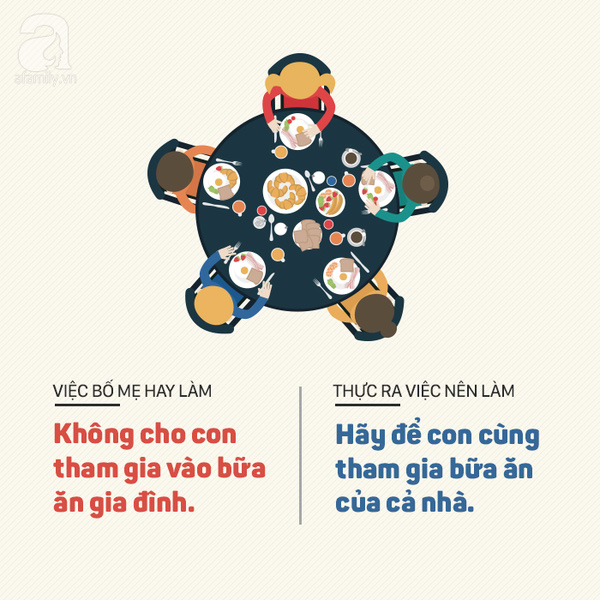 afamily.vn
VIỆC BỐ MẸ HAY LÀM
Không cho con
tham gia vào bữa
ăn gia đình.
THỰC RA VIỆC NÊN LÀM
Hãy để con cùng
tham gia bữa ăn
của cả nhà.